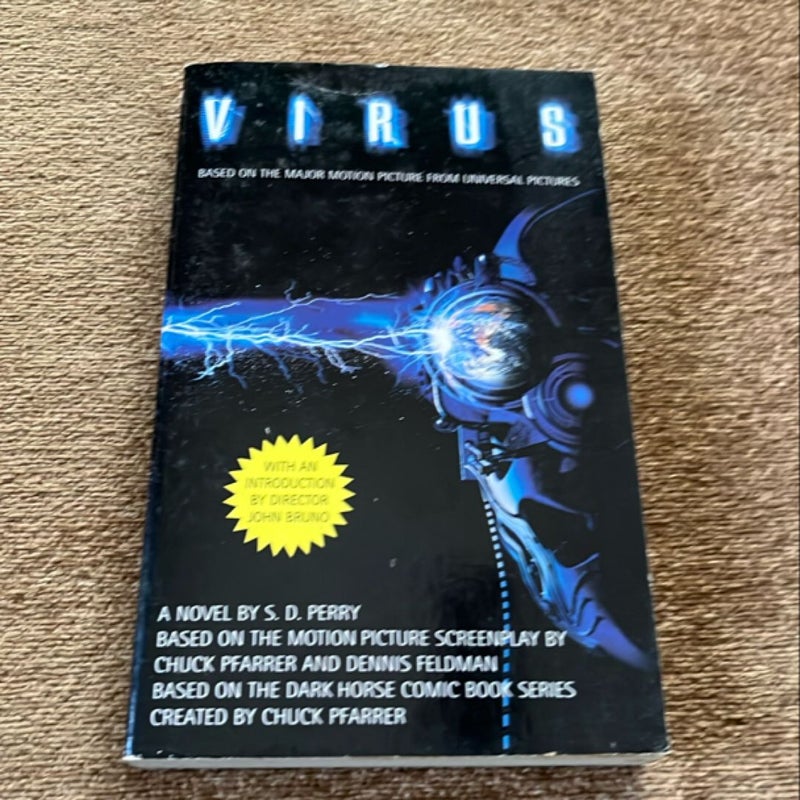 VIRUS
BASED ON THE MAJOR MOTION PICTURE FROM UNIVERSAL PICTURES
WITH AN
INTRODUCTION
BY DIRECTOR
JOHN BRUNO
A NOVEL BY S. D. PERRY
BASED ON THE MOTION PICTURE SCREENPLAY BY
CHUCK PFARRER AND DENNIS FELDMAN
BASED ON THE DARK HORSE COMIC BOOK SERIES
CREATED BY CHUCK PFARRER